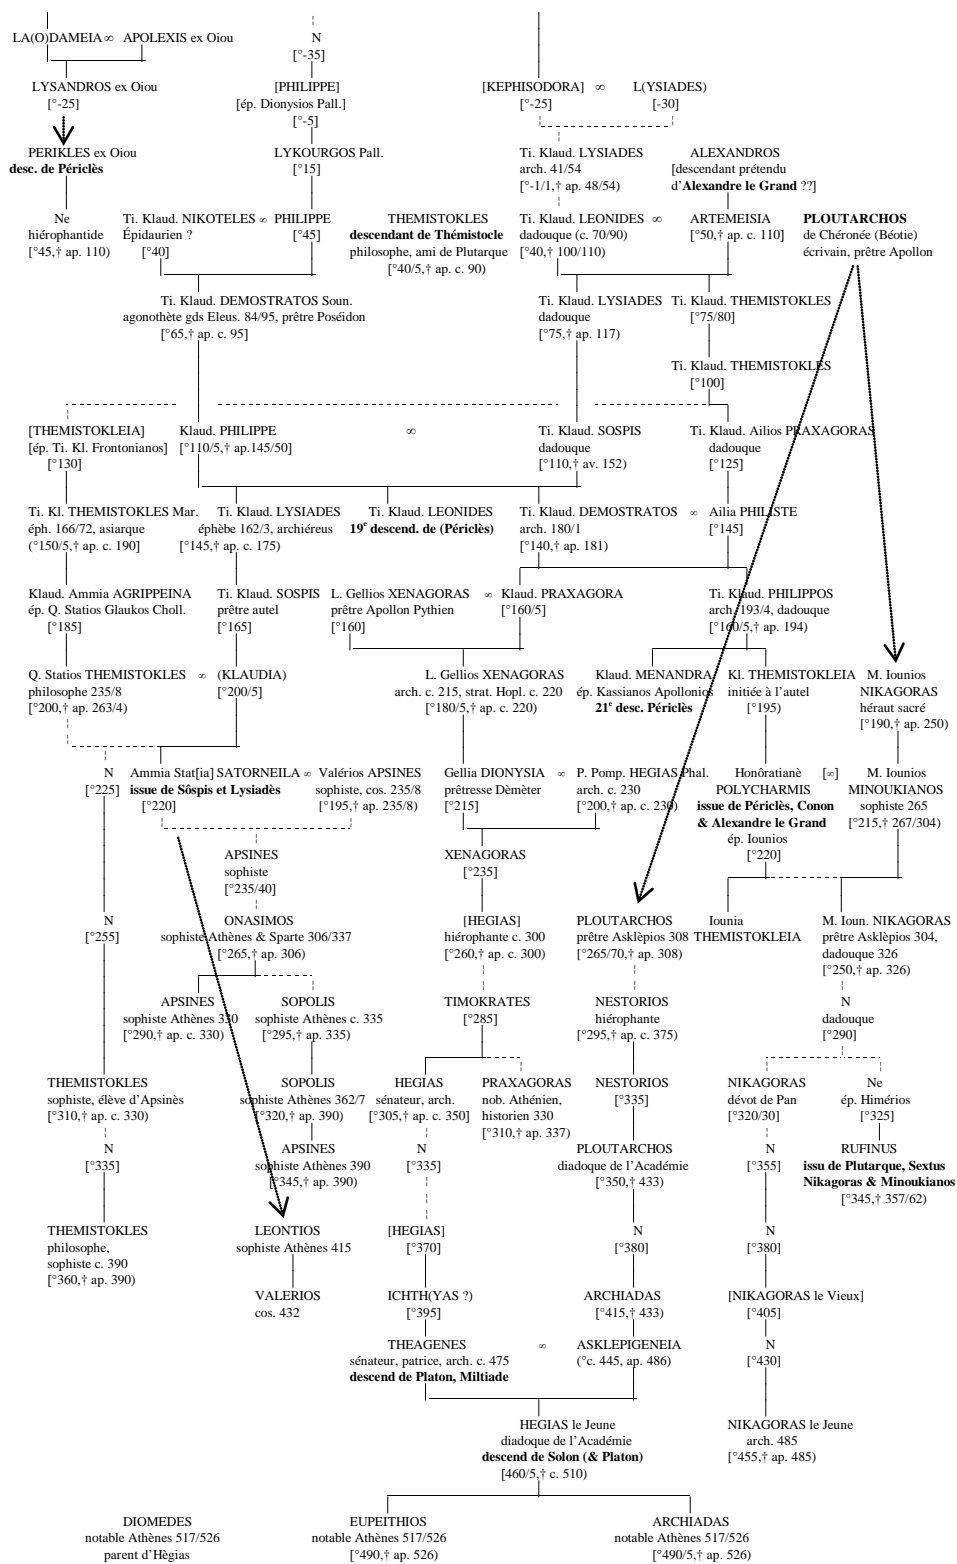 LA(O)DAMEIA ∞ APOLEXIS ex Oiou
N
[°-35]
LYSANDROS ex Oiou
[°-25]
[PHILIPPE]
[ép. Dionysios Pall.]
[°-5]
[KEPHISODORA] ∞ L(YSIADES)
[°-25] [-30]
PERIKLES ex Oiou
desc. de Périclès
LYKOURGOS Pall.
[°15]
Ti. Klaud. LYSIADES
arch. 41/54
[°-1/1,† ap. 48/54)
ALEXANDROS
[descendant prétendu
d'Alexandre le Grand ??]
Ne
hiérophantide
[°45,† ap. 110)
Ti. Klaud. NIKOTELES ∞ PHILIPPE
Épidaurien ? [°45]
[°40]
THEMISTOKLES
descendant de Thémistocle
philosophe, ami de Plutarque
[°40/5,† ap. c. 90)
Ti. Klaud. LEONIDES ∞
dadouque (c. 70/90)
[°40,† 100/110)
ARTEMEISIA
[°50,† ap. c. 110)
PLOUTARCHOS
de Chéronée (Béotie)
écrivain, prêtre Apollon
Ti. Klaud. DEMOSTRATOS Soun.
agonothète gds Eleus. 84/95, prêtre Poséidon
[°65,† ap. c. 95)
Ti. Klaud. LYSIADES
dadouque
[°75,† ap. 117)
Ti. Klaud. THEMISTOKLES
[°75/80]
Ti. Klaud. THEMISTOKLES
[°100]
[THEMISTOKLEIA]
[ép. Ti. Kl. Frontonianos]
[°130]
Klaud. PHILIPPE ∞
[°110/5,† ap.145/50]
Ti. Klaud. SOSPIS
dadouque
[°110,† av. 152)
Ti. Klaud. Ailios PRAXAGORAS
dadouque
[°125]
Ti. Kl. THEMISTOKLES Mar.
éph. 166/72, asiarque
(°150/5,† ap. c. 190)
Ti. Klaud. LYSIADES
éphèbe 162/3, archiéreus
[°145,† ap. c. 175)
Ti. Klaud. LEONIDES
19e descend. de (Périclès)
Ti. Klaud. DEMOSTRATOS ∞
arch. 180/1
[°140,† ap. 181)
Ailia PHILISTE
[°145]
Klaud. Ammia AGRIPPEINA
ép. Q. Statios Glaukos Choll.
[°185]
Ti. Klaud. SOSPIS
prêtre autel
[°165]
L. Gellios XENAGORAS ∞ Klaud. PRAXAGORA
prêtre Apollon Pythien [°160/5]
[°160]
Ti. Klaud. PHILIPPOS
arch. 193/4, dadouque
[°160/5,† ap. 194)
Q. Statios THEMISTOKLES ∞ (KLAUDIA)
philosophe 235/8 [°200/5]
[°200,† ap. 263/4)
L. Gellios XENAGORAS
arch. c. 215, strat. Hopl. c. 220
[°180/5,† ap. c. 220)
Klaud. MENANDRA
ép. Kassianos Apollonios
21e desc. Périclès
Kl. THEMISTOKLEIA
initiée à l'autel
[°195)
M. Iounios
NIKAGORAS
héraut sacré
[°190,† ap. 250)
N
[°225]
Ammia Stat[ia] SATORNEILA ∞
issue de Sôspis et Lysiadès
[°220]
Valérios APSINES
sophiste, cos. 235/8
[°195,† ap. 235/8)
Gellia DIONYSIA ∞
prêtresse Dèmèter
[°215]
P. Pomp. HEGIAS Phal.
arch. c. 230
[°200,† ap. c. 230)
Honôratianè [∞]
POLYCHARMIS
issue de Périclès, Conon
& Alexandre le Grand
ép. Iounios
[°220]
M. Iounios
MINOUKIANOS
sophiste 265
[°215,† 267/304)
APSINES
sophiste
[°235/40]
XENAGORAS
[°235]
N
[°255]
ONASIMOS
sophiste Athènes & Sparte 306/337
[°265,† ap. 306)
[HEGIAS]
hiérophante c. 300
[°260,† ap. c. 300)
PLOUTARCHOS
prêtre Asklèpios 308
[°265/70,† ap. 308)
Iounia
THEMISTOKLEIA
M. Ioun. NIKAGORAS
prêtre Asklèpios 304,
dadouque 326
[°250,† ap. 326)
APSINES
sophiste Athènes 330
[°290,† ap. c. 330)
SOPOLIS
sophiste Athènes c. 335
[°295,† ap. 335)
TIMOKRATES
[°285]
NESTORIOS
hiérophante
[°295,† ap. c. 375)
N
dadouque
[°290]
THEMISTOKLES
sophiste, élève d'Apsinès
[°310,† ap. c. 330)
SOPOLIS
sophiste Athènes 362/7
[°320,† ap. 390)
HEGIAS
sénateur, arch.
[°305,† ap. c. 350)
PRAXAGORAS
nob. Athénien,
historien 330
[°310,† ap. 337)
NESTORIOS
[°335]
NIKAGORAS
dévot de Pan
[°320/30]
Ne
ép. Himérios
[°325]
N
[°335]
APSINES
sophiste Athènes 390
[°345,† ap. 390)
N
[°335]
PLOUTARCHOS
diadoque de l'Académie
[°350,† 433)
N
[°355]
RUFINUS
issu de Plutarque, Sextus
Nikagoras & Minoukianos
[°345,† 357/62)
THEMISTOKLES
philosophe,
sophiste c. 390
[°360,† ap. 390)
LEONTIOS
sophiste Athènes 415
[HEGIAS]
[°370]
N
[°380]
N
[°380]
VALERIOS
cos. 432
ICHTH(YAS ?)
[°395]
ARCHIADAS
[°415,† 433)
[NIKAGORAS le Vieux]
[°405]
THEAGENES ∞
sénateur, patrice, arch. c. 475
descend de Platon, Miltiade
ASKLEPIGENEIA
(°c. 445, ap. 486)
N
[°430]
HEGIAS le Jeune
diadoque de l'Académie
descend de Solon (& Platon)
[460/5,† c. 510)
NIKAGORAS le Jeune
arch. 485
[°455,† ap. 485)
DIOMEDES
notable Athènes 517/526
parent d'Hègias
EUPEITHIOS
notable Athènes 517/526
[°490,† ap. 526)
ARCHIADAS
notable Athènes 517/526
[°490/5,† ap. 526)